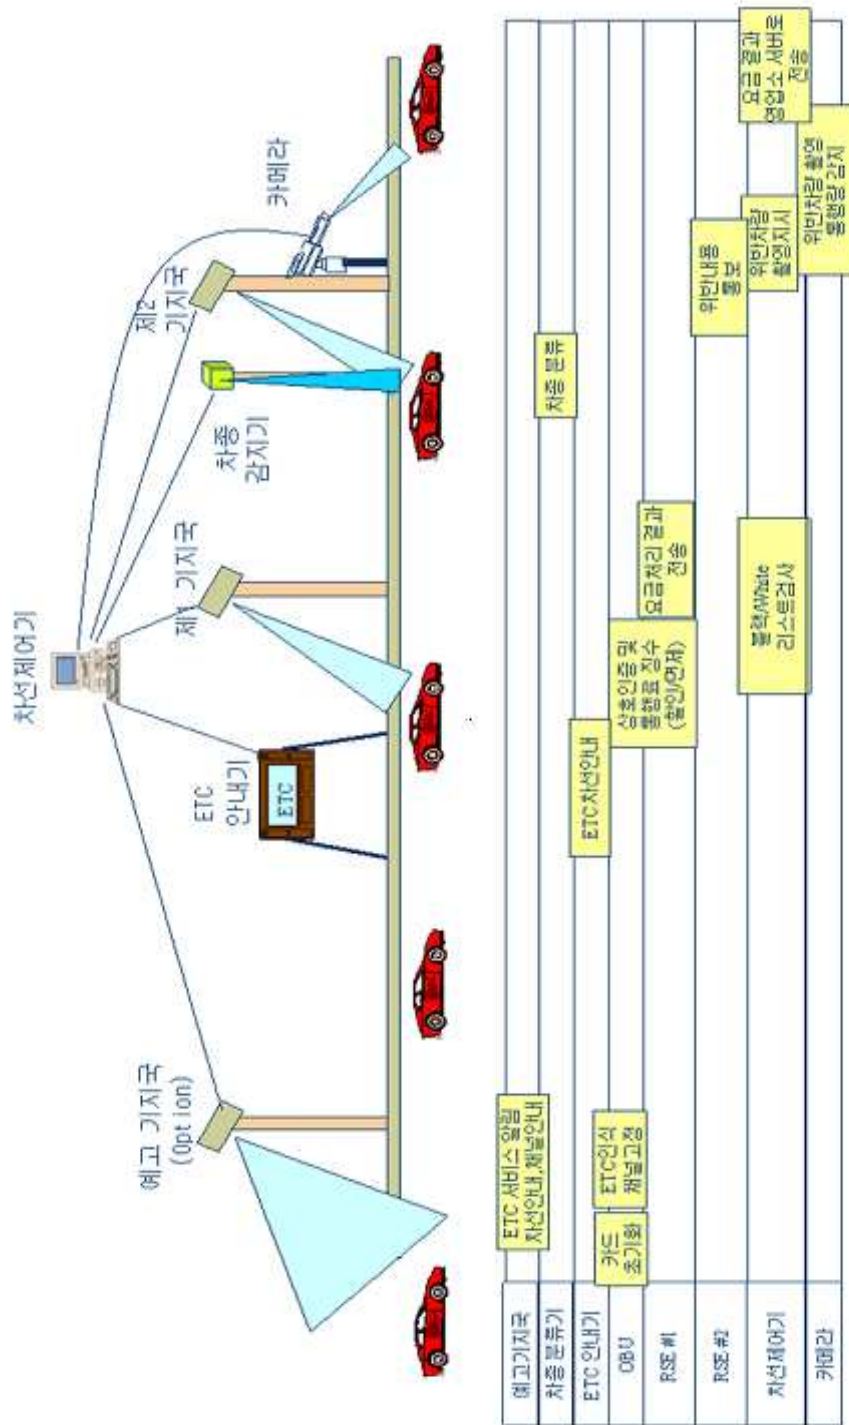 차선제어기
예고 기지국
(Option)
ETC
안내기
ETC
제1 기지국
차종
감지기
제2
기지국
카메라
예고기지국
ETC 서비스 알림
차선안내,채널안내
차종분류기
차종 분류
ETC 안내기
ETC 차선안내
OBU
카드
초기화
ETC인식
채널고정
상호인증 및
통행료 징수
(할인/면제)
RSE #1
요금처리 결과
전송
RSE #2
위반내용
통보
차선제어기
블랙/White
리스트검사
위반차량
촬영지시
요금 결과
영업소 서버로
전송
카메라
위반차량 촬영
통행량 감지